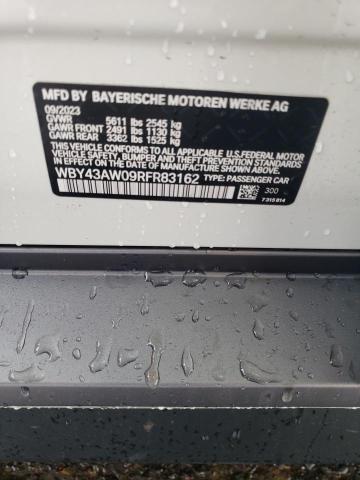 MFD BY BAYERISCHE MOTOREN WERKE AG
09/2023
GVWR 5611 lbs 2545 kg
GAWR FRONT 2491 lbs 1130 kg
GAWR REAR 3362 lbs 1525 kg
THIS VEHICLE CONFORMS TO ALL APPLICABLE U.S.FEDERAL MOTOR
VEHICLE SAFETY, BUMPER, AND THEFT PREVENTION STANDARDS
IN EFFECT ON THE DATE OF MANUFACTURE SHOWN ABOVE.
WBY43AW09RFR83162 TYPE: PASSENGER CAR
300
7 315 814